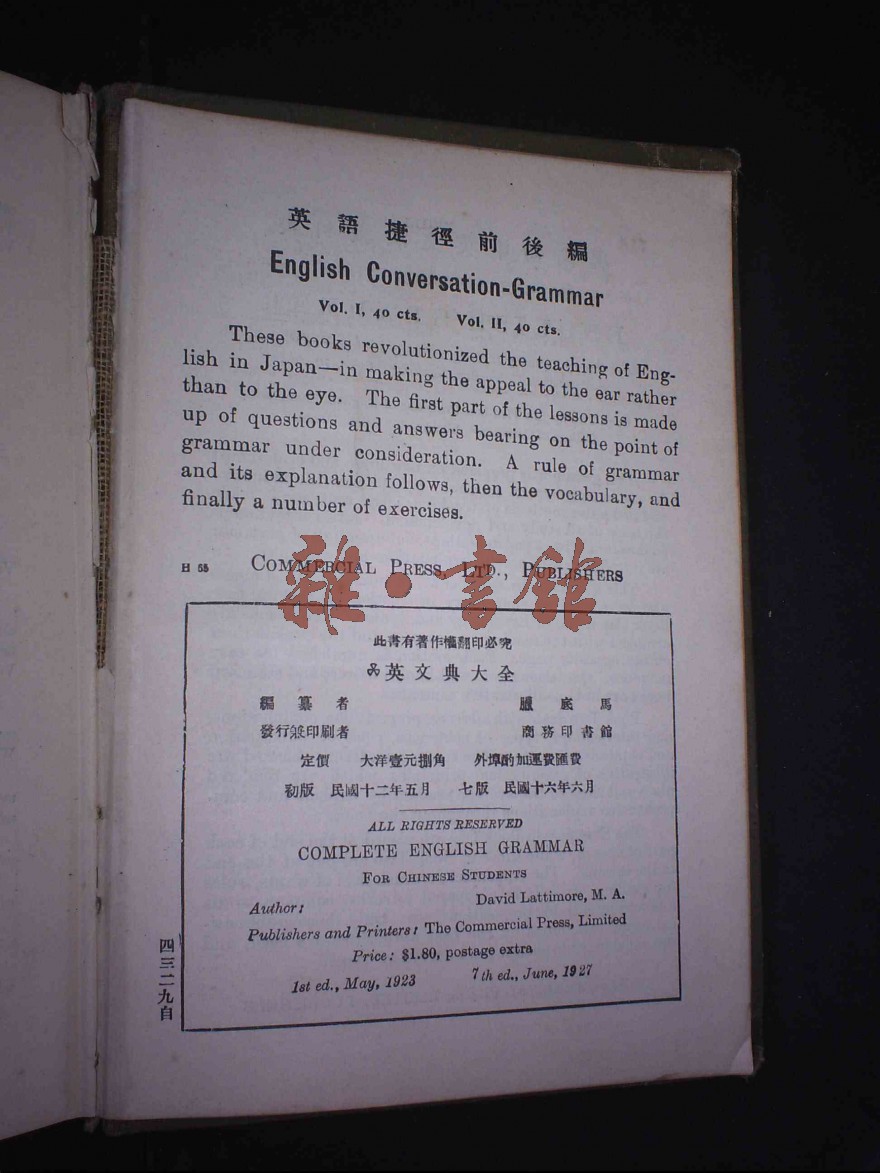 英語捷徑前後編
English Conversation-Grammar
Vol. I, 40 cts. Vol. II, 40 cts.
These books revolutionized the teaching of Eng-
lish in Japan—in making the appeal to the ear rather
than to the eye. The first part of the lessons is made
up of questions and answers bearing on the point of
grammar under consideration. A rule of grammar
and its explanation follows, then the vocabulary, and
finally a number of exercises.
H 55 COMMERCIAL PRESS, LTD., PUBLISHERS
雜·書館
此書有著作權翻印必究
英文典大全
編纂者 臘底馬
發行兼印刷者 商務印書館
定價 大洋壹元捌角 外埠酌加運費匯費
初版 民國十二年五月 七版 民國十六年六月
ALL RIGHTS RESERVED
COMPLETE ENGLISH GRAMMAR
FOR CHINESE STUDENTS
Author: David Lattimore, M. A.
Publishers and Printers: The Commercial Press, Limited
Price: $1.80, postage extra
1st ed., May, 1923 7th ed., June, 1927
四三二九自